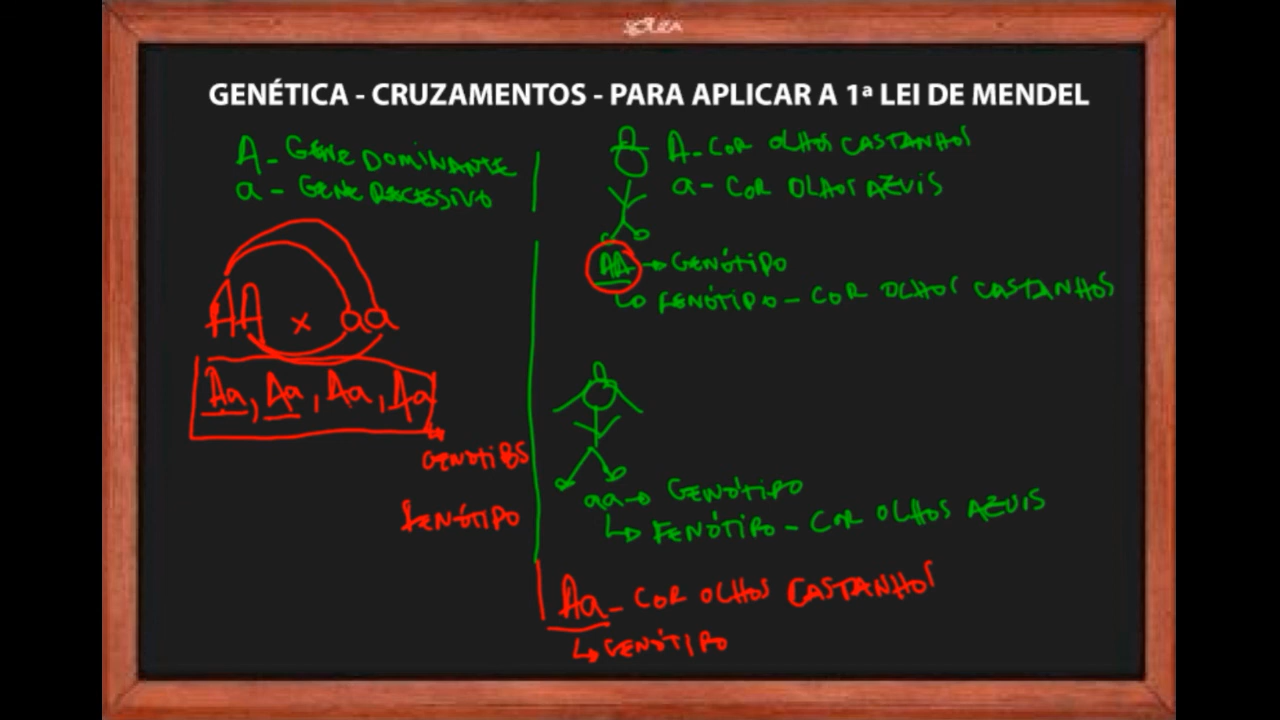 SOUZA
GENÉTICA - CRUZAMENTOS - PARA APLICAR A 1ª LEI DE MENDEL
A - GENE DOMINANTE
a - GENE RECESSIVO
AA x aa
Aa, Aa, Aa, Aa
GENOTIPOS
FENÓTIPO
A - COR OLHOS CASTANHOS
a - COR OLHOS AZUIS
AA → GENÓTIPO
↳ FENÓTIPO - COR OLHOS CASTANHOS
aa → GENÓTIPO
↳ FENÓTIPO - COR OLHOS AZUIS
Aa - COR OLHOS CASTANHOS
↳ GENÓTIPO